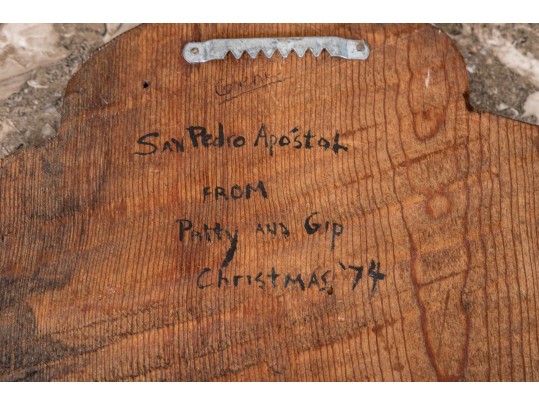 San Pedro Apóstol
FROM
Patty AND Gip
Christmas '74